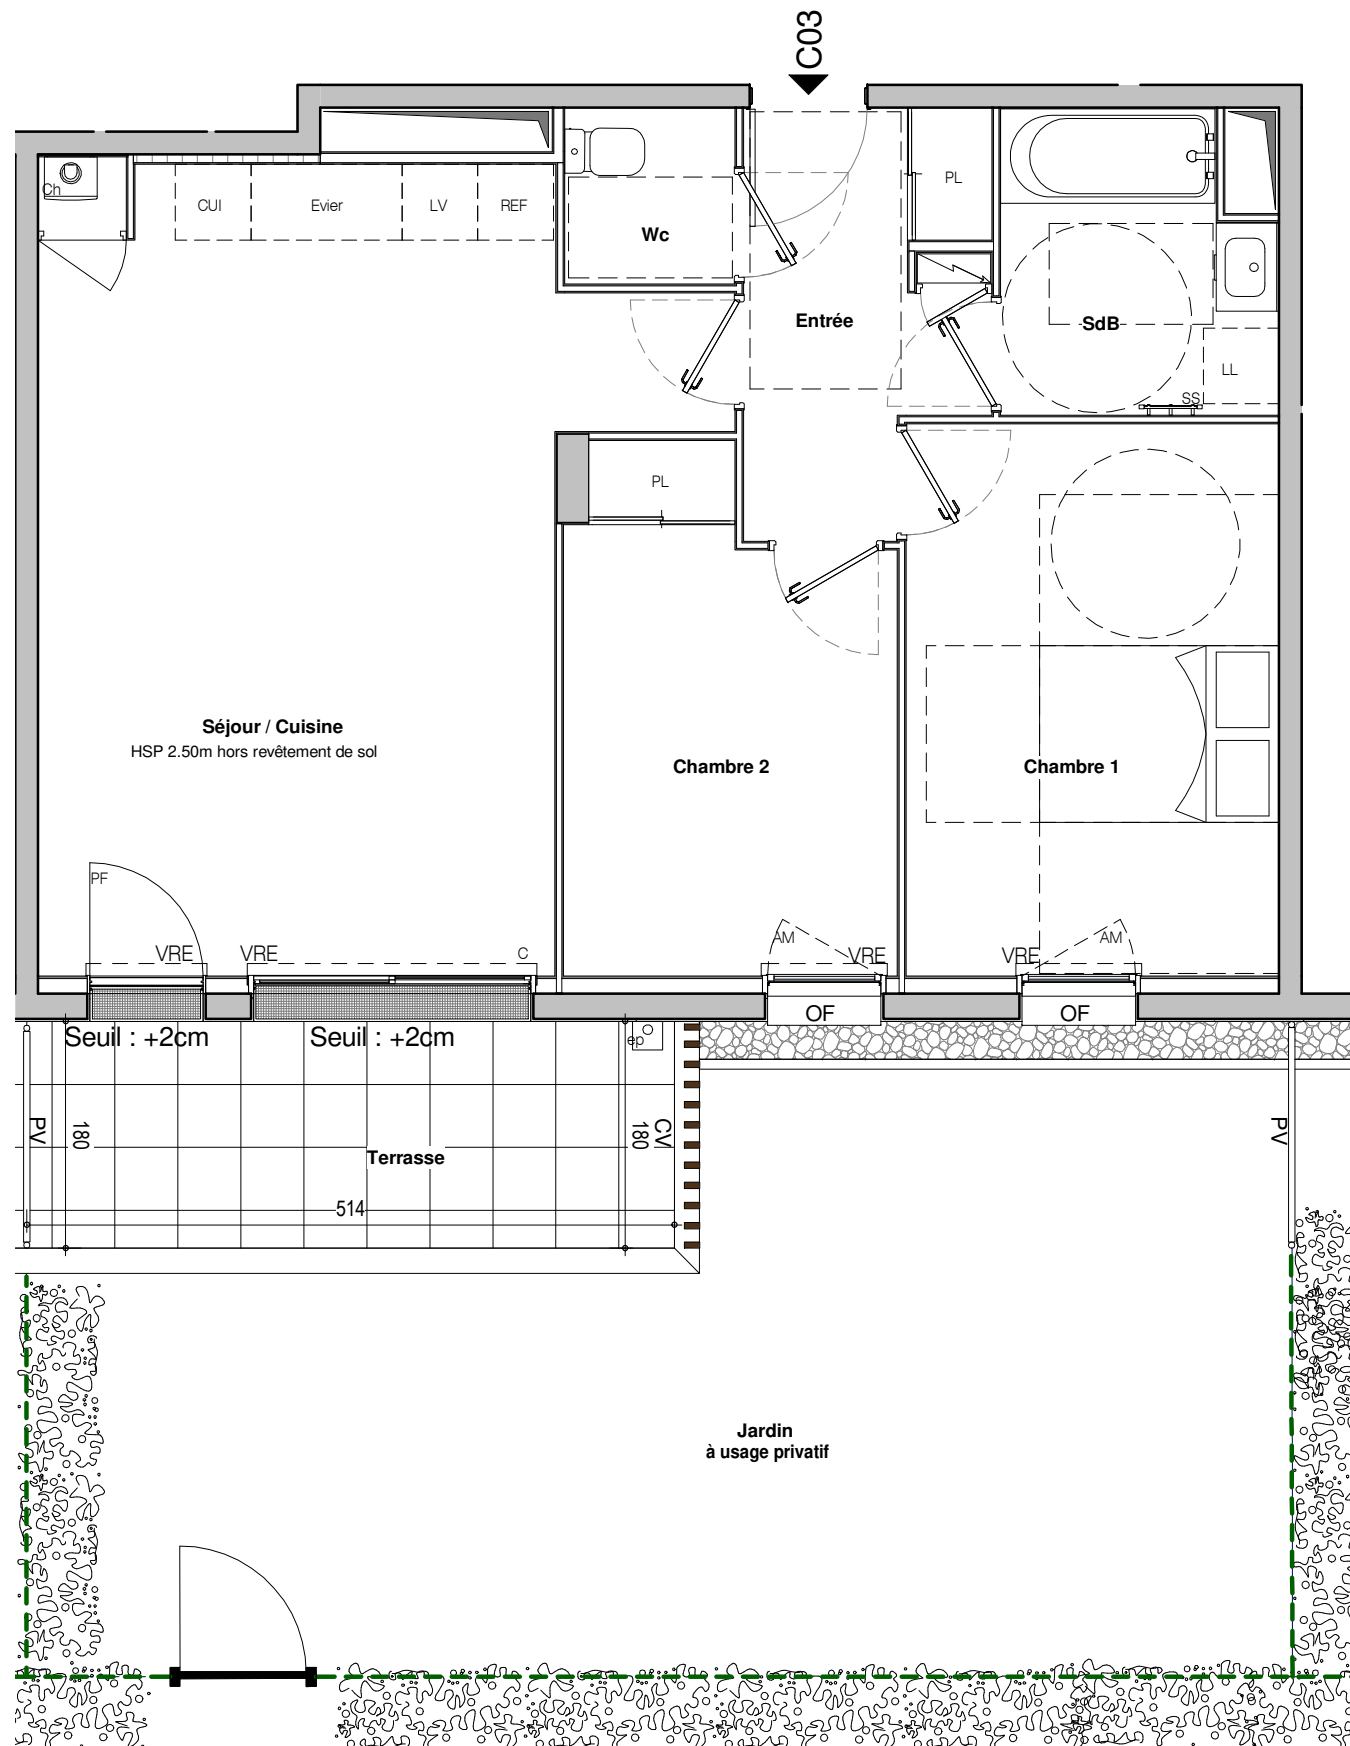 C03
Ch
CUI
Evier
LV
REF
Wc
PL
Entrée
SdB
LL
SS
PL
Séjour / Cuisine
HSP 2.50m hors revêtement de sol
Chambre 2
Chambre 1
PF
VRE
VRE
C
AM
VRE
VRE
AM
OF
OF
Seuil : +2cm
Seuil : +2cm
ep
PV
180
180
CV
PV
Terrasse
514
Jardin
à usage privatif